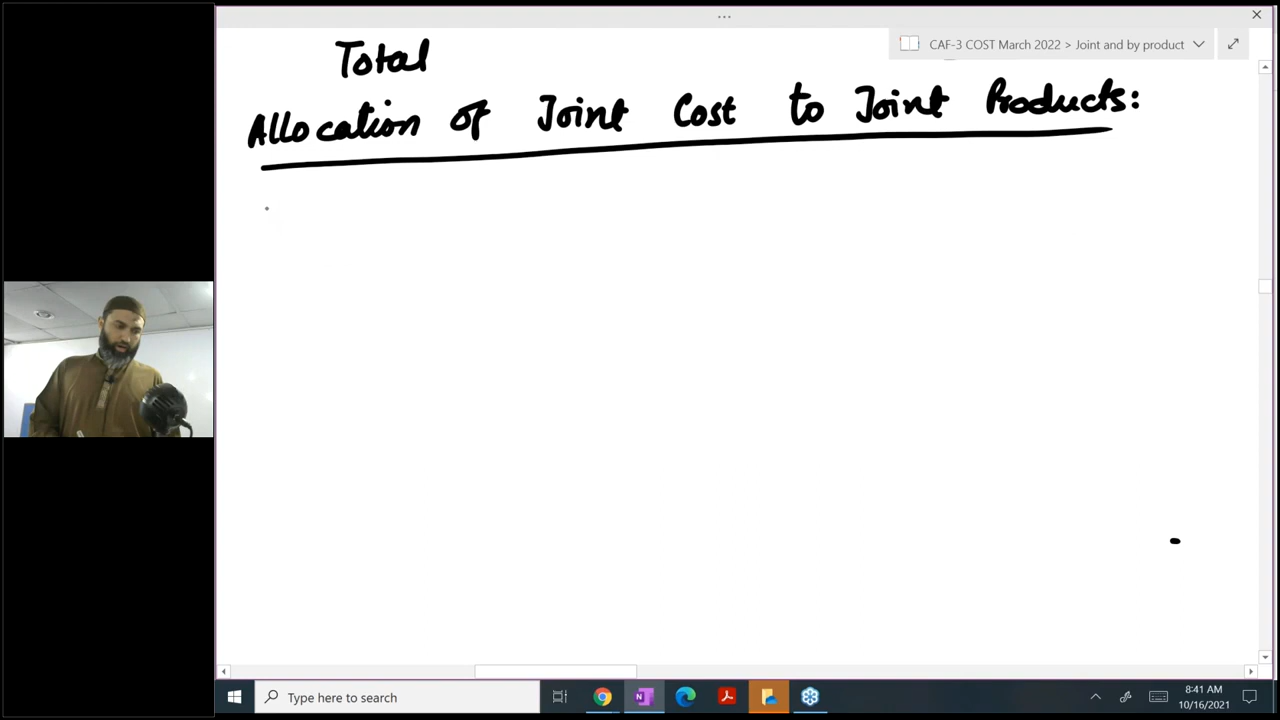 CAF-3 COST March 2022 > Joint and by product
Total
Allocation of Joint Cost to Joint Products:
Type here to search
8:41 AM
10/16/2021